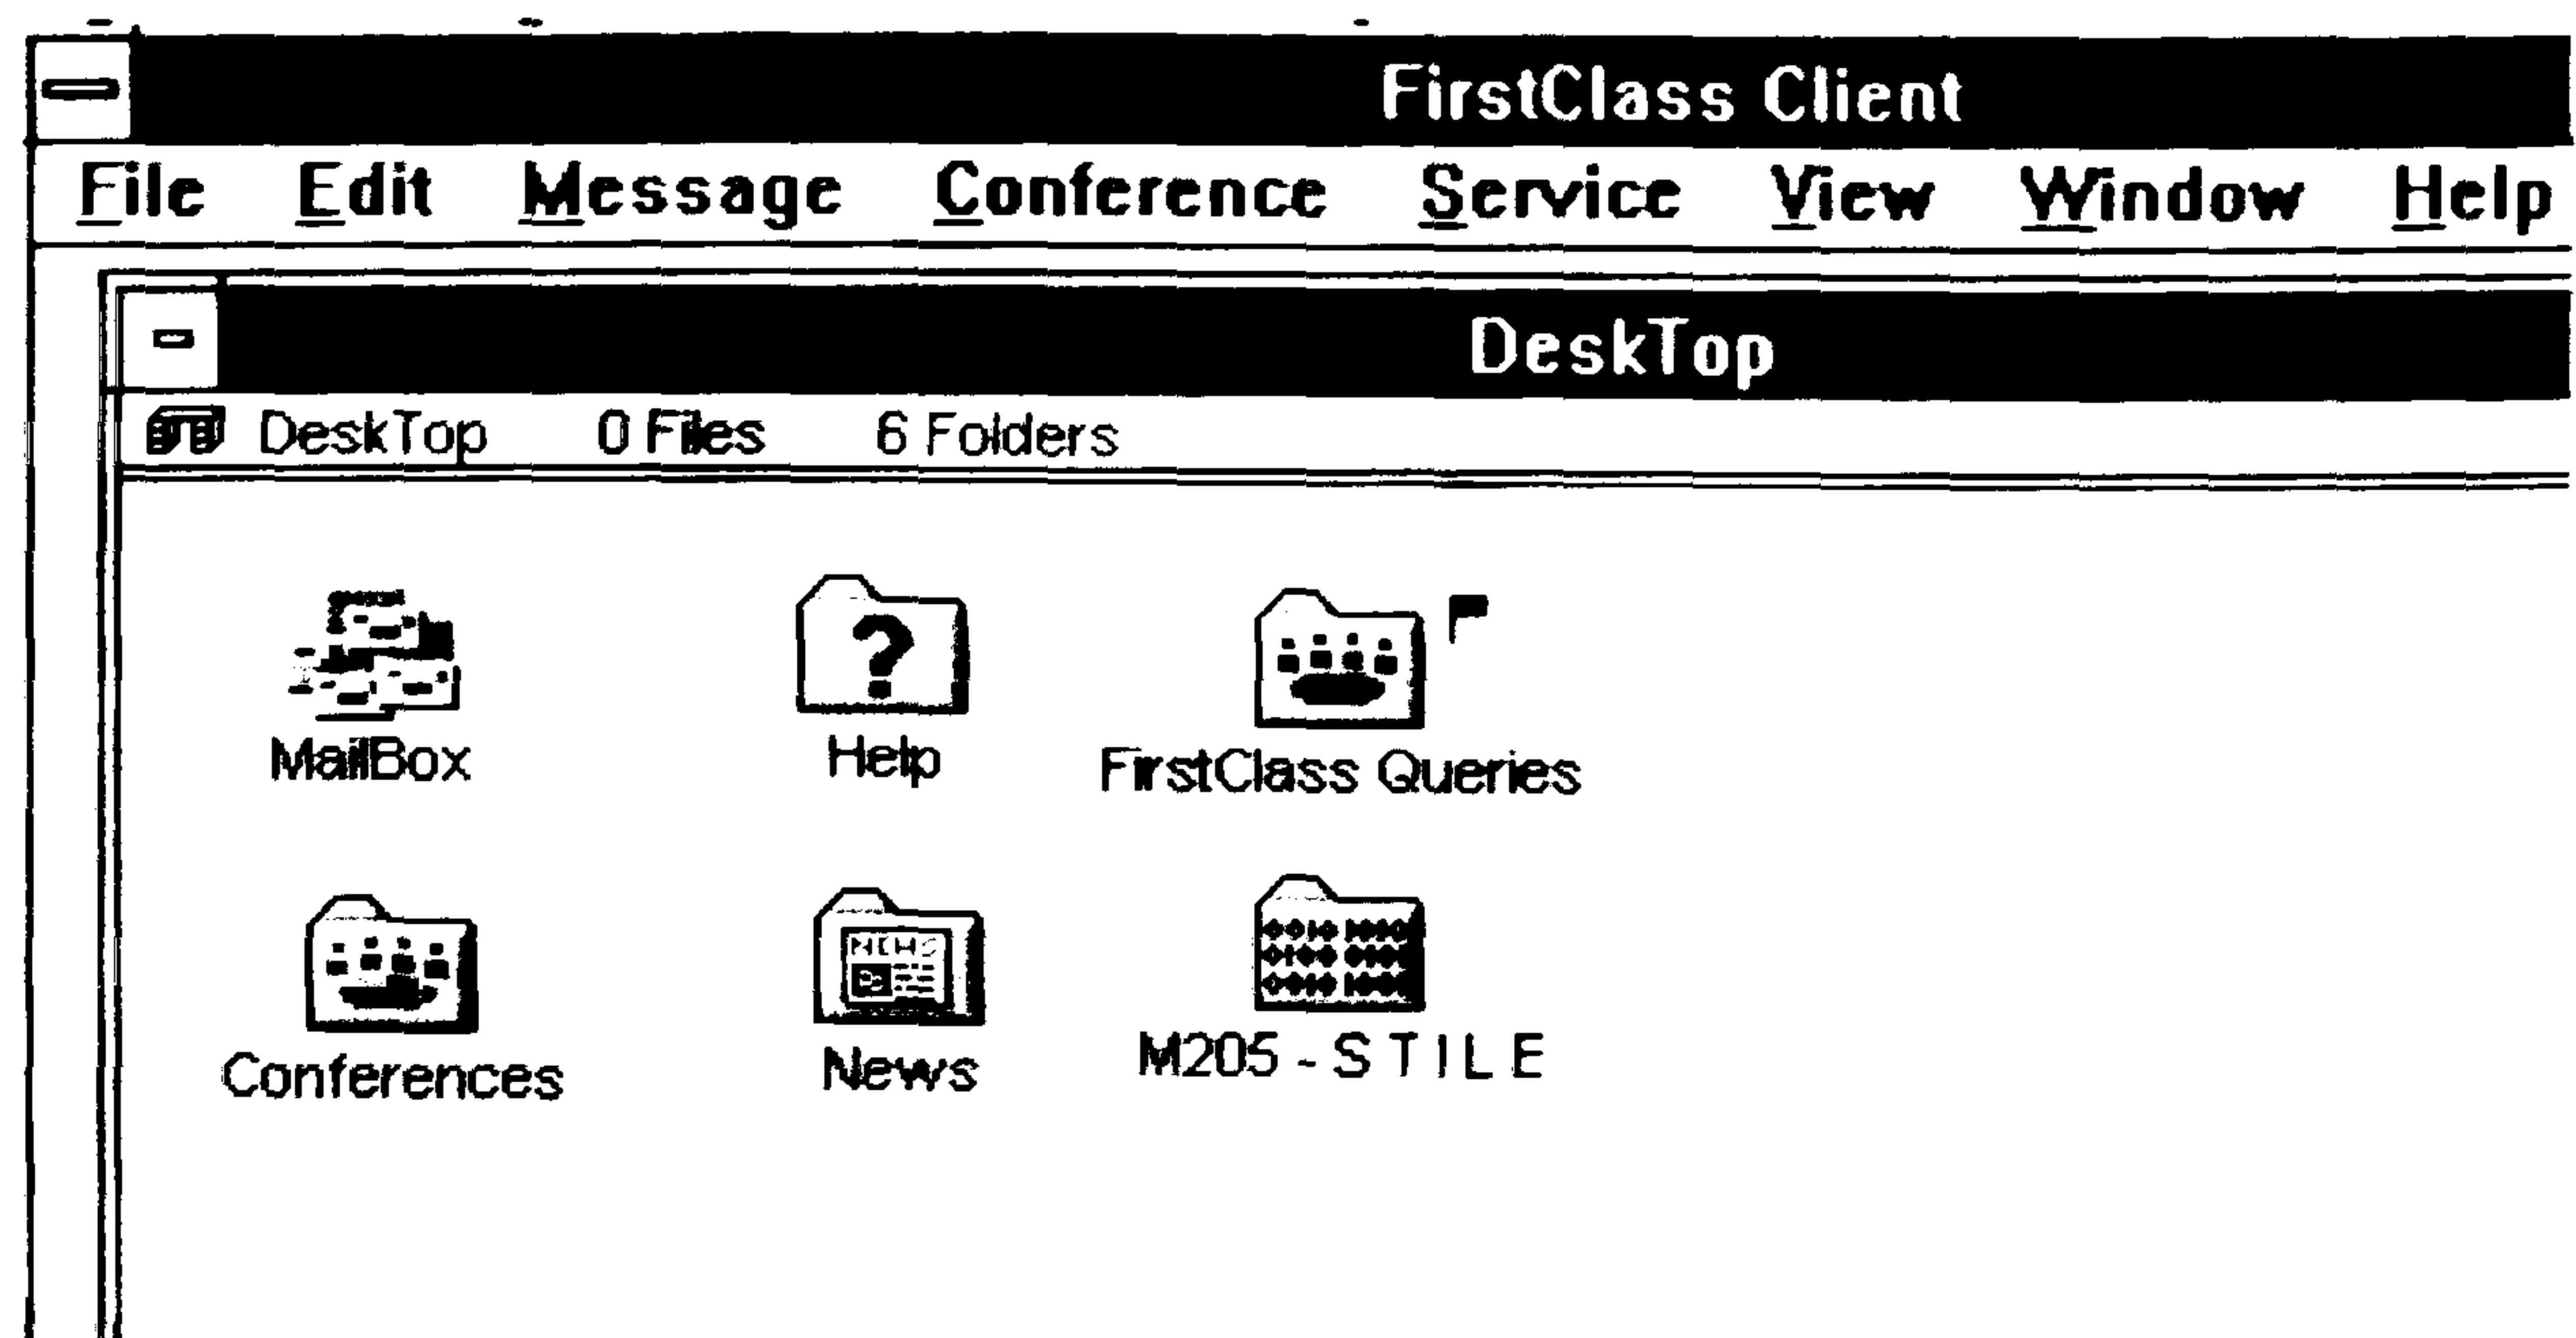 FirstClass Client
File Edit Message Conference Service View Window Help
DeskTop
DeskTop 0 Files 6 Folders
MailBox Help FirstClass Queries
NEWS
Conferences News M205 - S T I L E